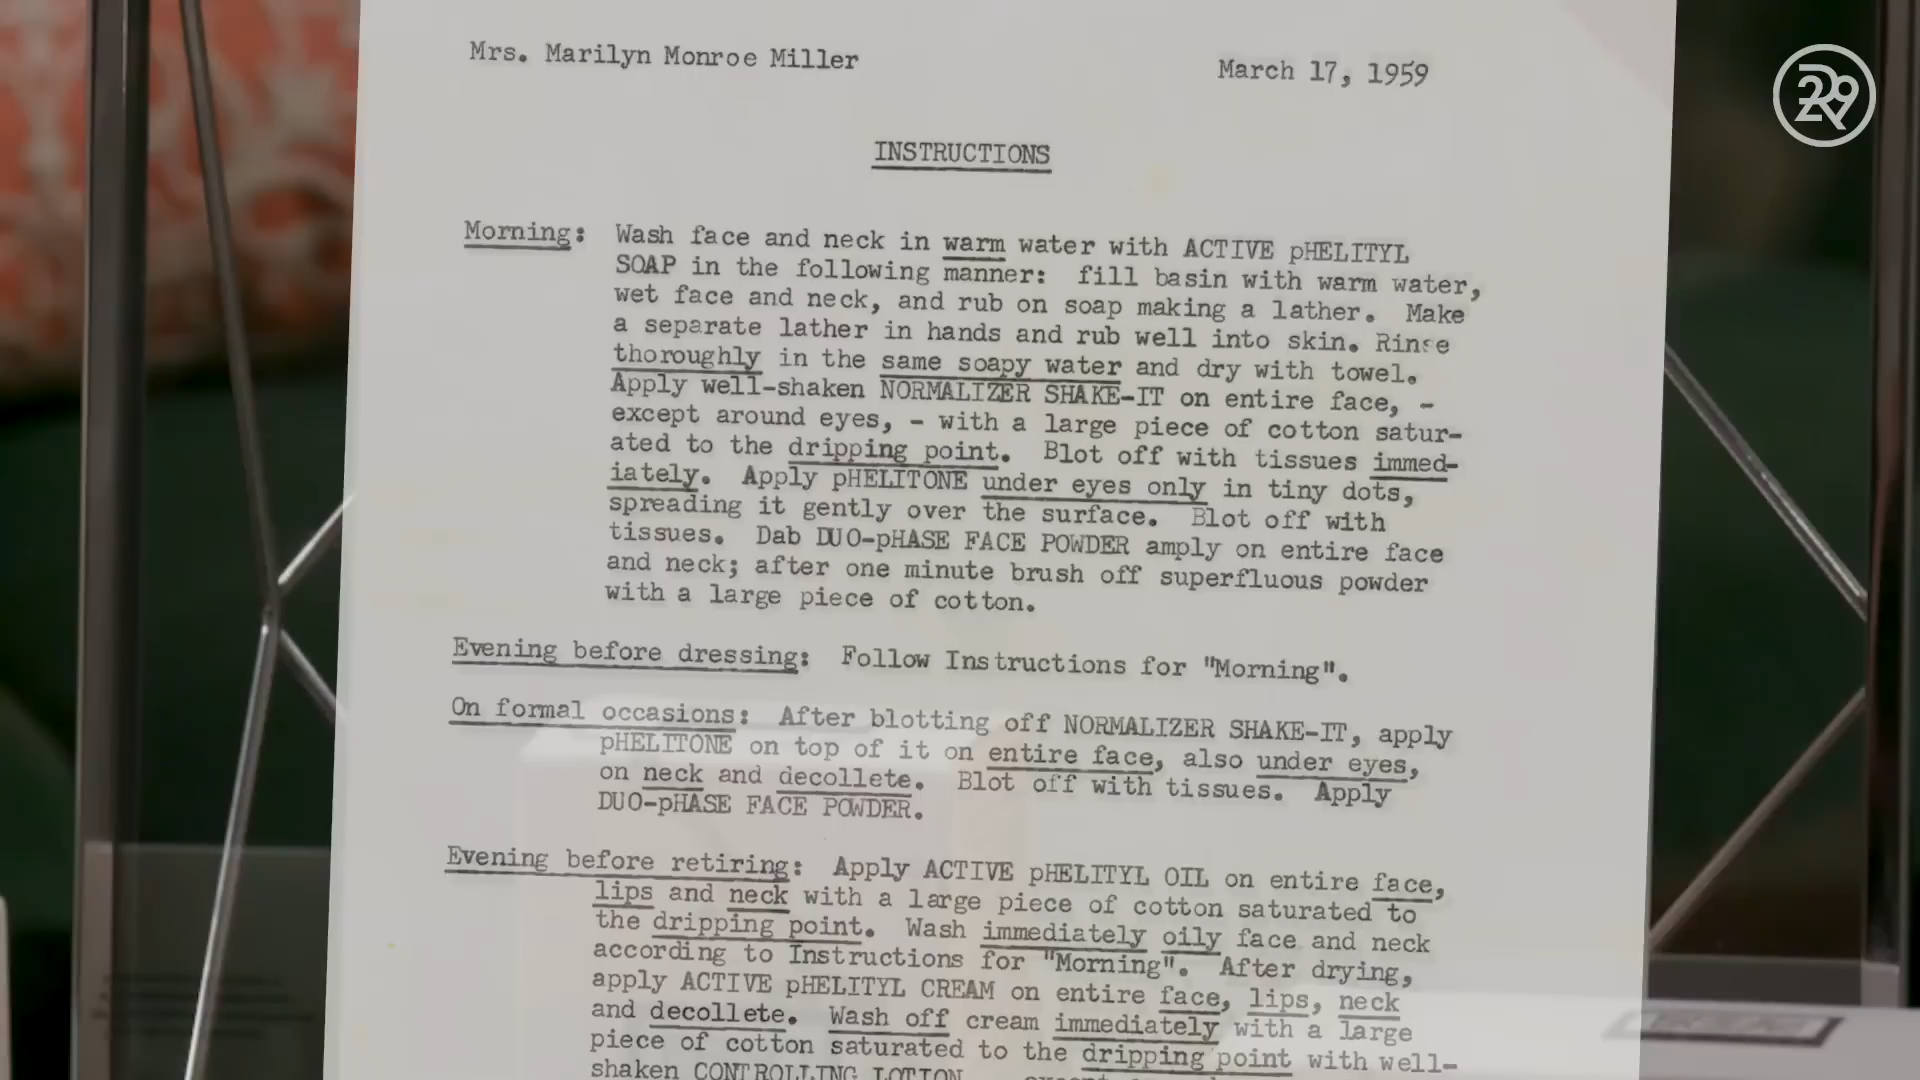 Mrs. Marilyn Monroe Miller
March 17, 1959
R29
INSTRUCTIONS
Morning: Wash face and neck in warm water with ACTIVE pHELITYL
SOAP in the following manner: fill basin with warm water,
wet face and neck, and rub on soap making a lather. Make
a separate lather in hands and rub well into skin. Rinse
thoroughly in the same soapy water and dry with towel.
Apply well-shaken NORMALIZER SHAKE-IT on entire face, -
except around eyes, - with a large piece of cotton satur-
ated to the dripping point. Blot off with tissues immed-
iately. Apply pHELITONE under eyes only in tiny dots,
spreading it gently over the surface. Blot off with
tissues. Dab DUO-pHASE FACE POWDER amply on entire face
and neck; after one minute brush off superfluous powder
with a large piece of cotton.
Evening before dressing: Follow Instructions for "Morning".
On formal occasions: After blotting off NORMALIZER SHAKE-IT, apply
pHELITONE on top of it on entire face, also under eyes,
on neck and decollete. Blot off with tissues. Apply
DUO-pHASE FACE POWDER.
Evening before retiring: Apply ACTIVE pHELITYL OIL on entire face,
lips and neck with a large piece of cotton saturated to
the dripping point. Wash immediately oily face and neck
according to Instructions for "Morning". After drying,
apply ACTIVE pHELITYL CREAM on entire face, lips, neck
and decollete. Wash off cream immediately with a large
piece of cotton saturated to the dripping point with well-
shaken CONTROLLING LOTION